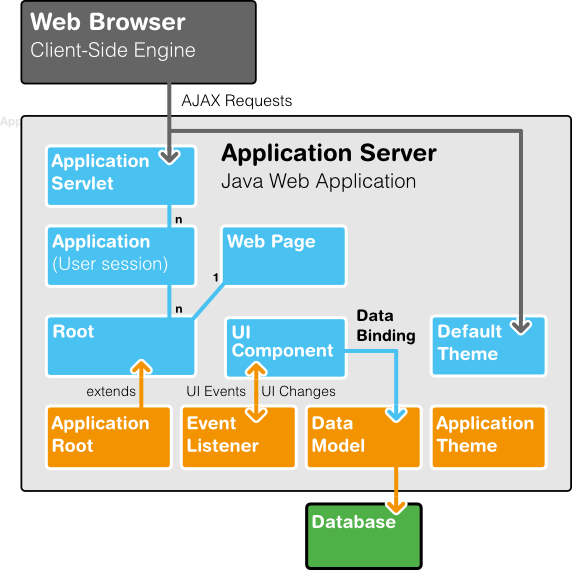 Web Browser
Client-Side Engine
AJAX Requests
App
Application Server
Java Web Application
Application
Servlet
n
Application
(User session)
Web Page
1
n
Root
UI
Component
Data
Binding
Default
Theme
extends
UI Events
UI Changes
Application
Root
Event
Listener
Data
Model
Application
Theme
Database